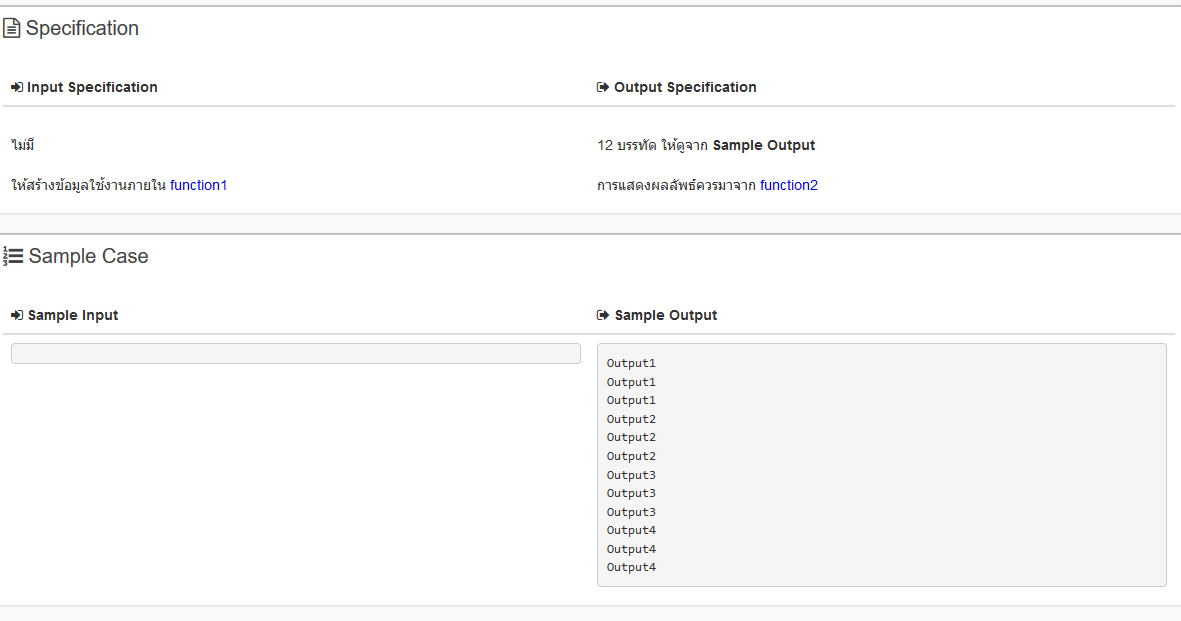 Specification
Input Specification
Output Specification
ไม่มี
12 บรรทัด ให้ดูจาก Sample Output
ให้สร้างข้อมูลใช้งานภายใน function1
การแสดงผลลัพธ์ควรมาจาก function2
Sample Case
Sample Input
Sample Output
Output1
Output1
Output1
Output2
Output2
Output2
Output3
Output3
Output3
Output4
Output4
Output4